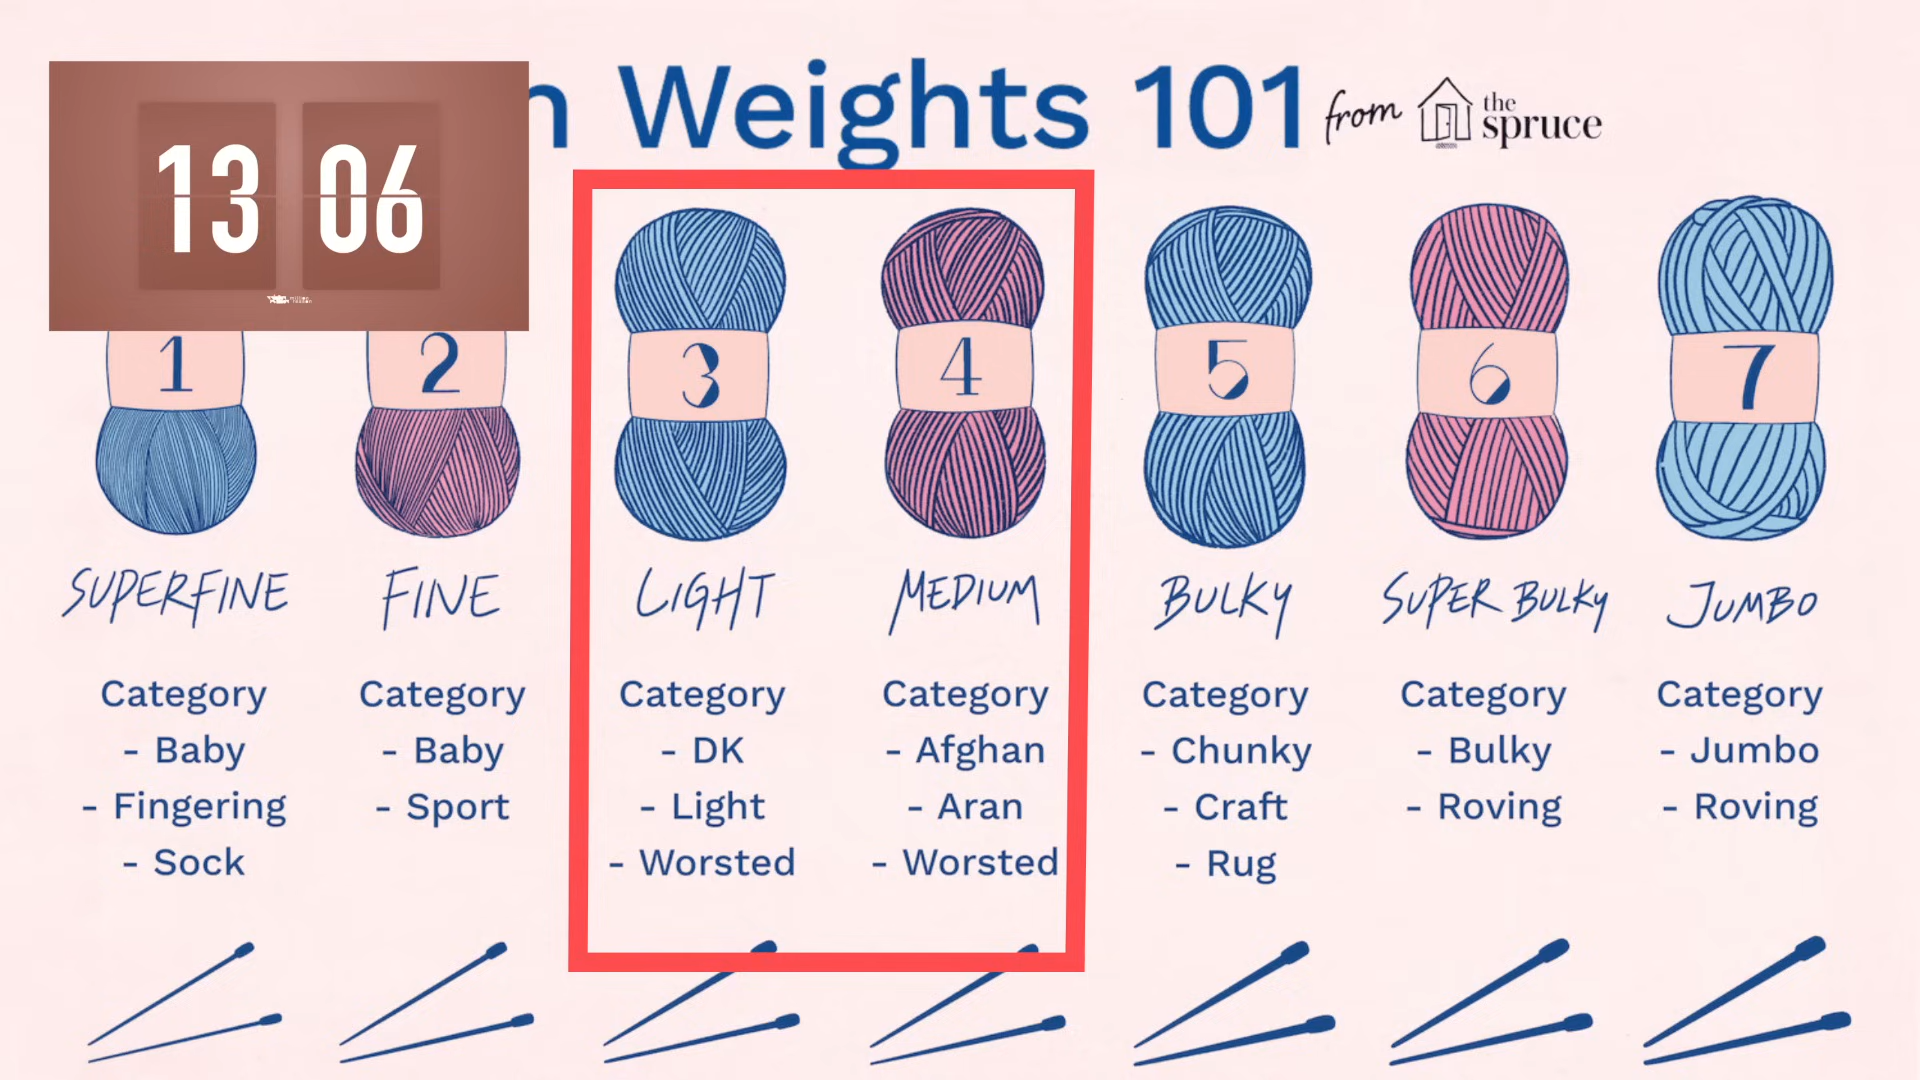 13 06
n Weights 101 from the spruce
1 2 3 4 5 6 7
SUPERFINE FINE LIGHT MEDIUM BULKY SUPER BULKY JUMBO
Category Category Category Category Category Category Category
- Baby - Baby - DK - Afghan - Chunky - Bulky - Jumbo
- Fingering - Sport - Light - Aran - Craft - Roving - Roving
- Sock - Worsted - Worsted - Rug